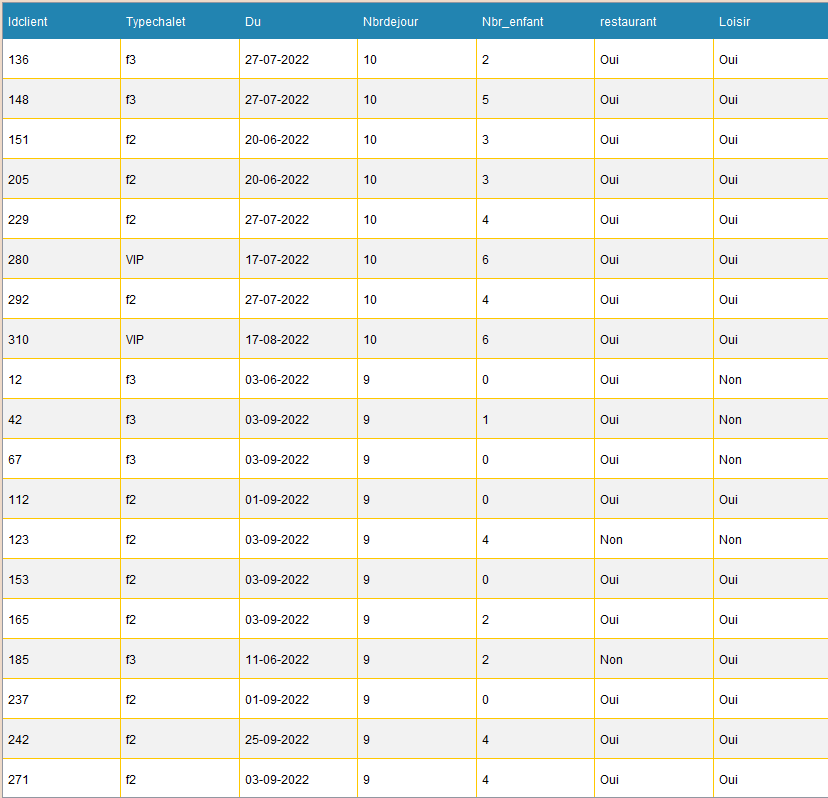 Idclient Typechalet Du Nbrdejour Nbr_enfant restaurant Loisir
136 f3 27-07-2022 10 2 Oui Oui
148 f3 27-07-2022 10 5 Oui Oui
151 f2 20-06-2022 10 3 Oui Oui
205 f2 20-06-2022 10 3 Oui Oui
229 f2 27-07-2022 10 4 Oui Oui
280 VIP 17-07-2022 10 6 Oui Oui
292 f2 27-07-2022 10 4 Oui Oui
310 VIP 17-08-2022 10 6 Oui Oui
12 f3 03-06-2022 9 0 Oui Non
42 f3 03-09-2022 9 1 Oui Non
67 f3 03-09-2022 9 0 Oui Non
112 f2 01-09-2022 9 0 Oui Oui
123 f2 03-09-2022 9 4 Non Non
153 f2 03-09-2022 9 0 Oui Oui
165 f2 03-09-2022 9 2 Oui Oui
185 f3 11-06-2022 9 2 Non Oui
237 f2 01-09-2022 9 0 Oui Oui
242 f2 25-09-2022 9 4 Oui Oui
271 f2 03-09-2022 9 4 Oui Oui